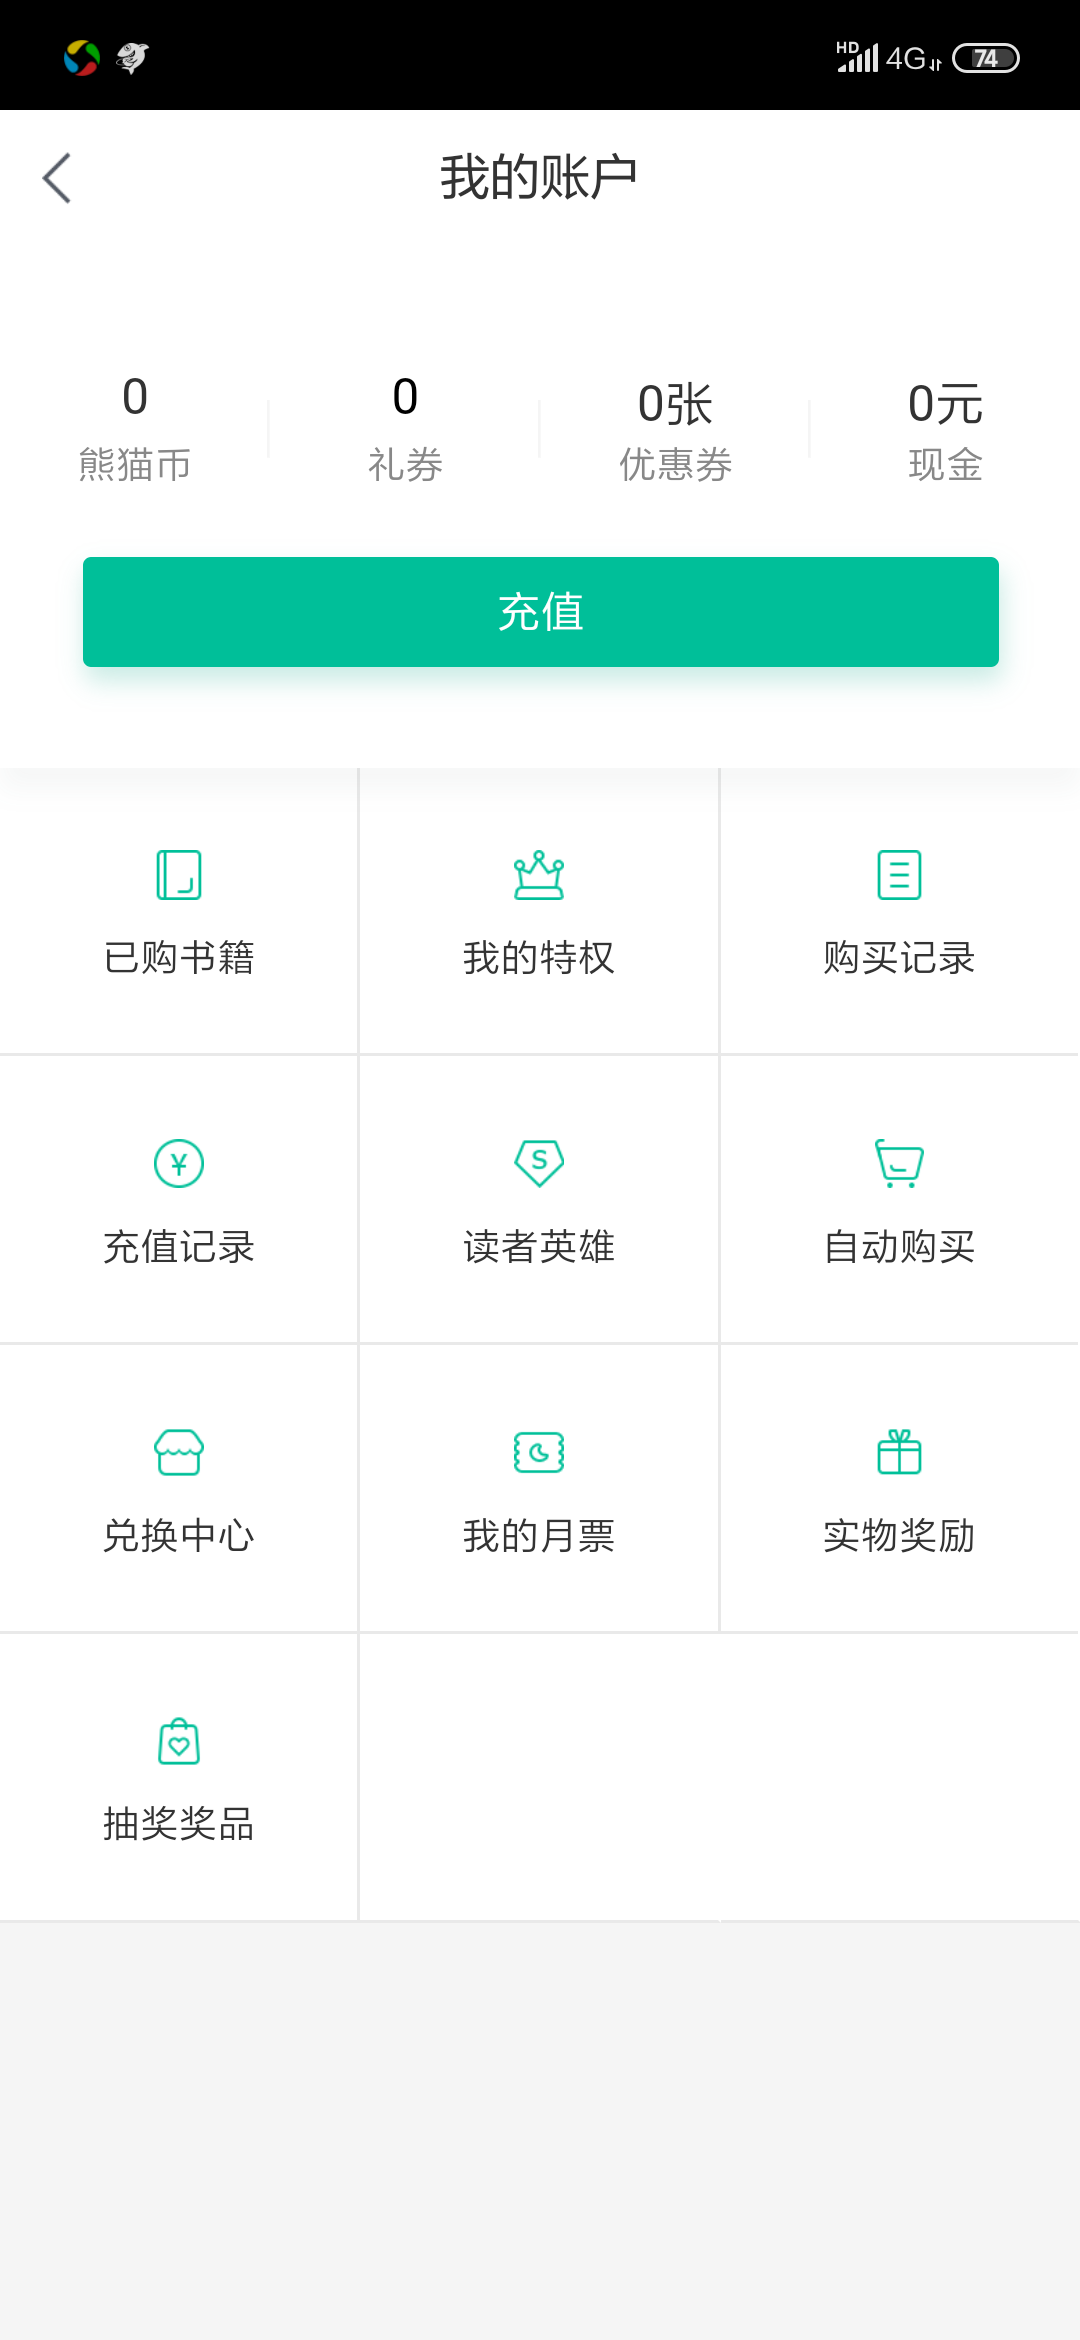 HD 4G 74
我的账户
0 0 0张 0元
熊猫币 礼券 优惠券 现金
充值
已购书籍 我的特权 购买记录
¥ S
充值记录 读者英雄 自动购买
兑换中心 我的月票 实物奖励
抽奖奖品